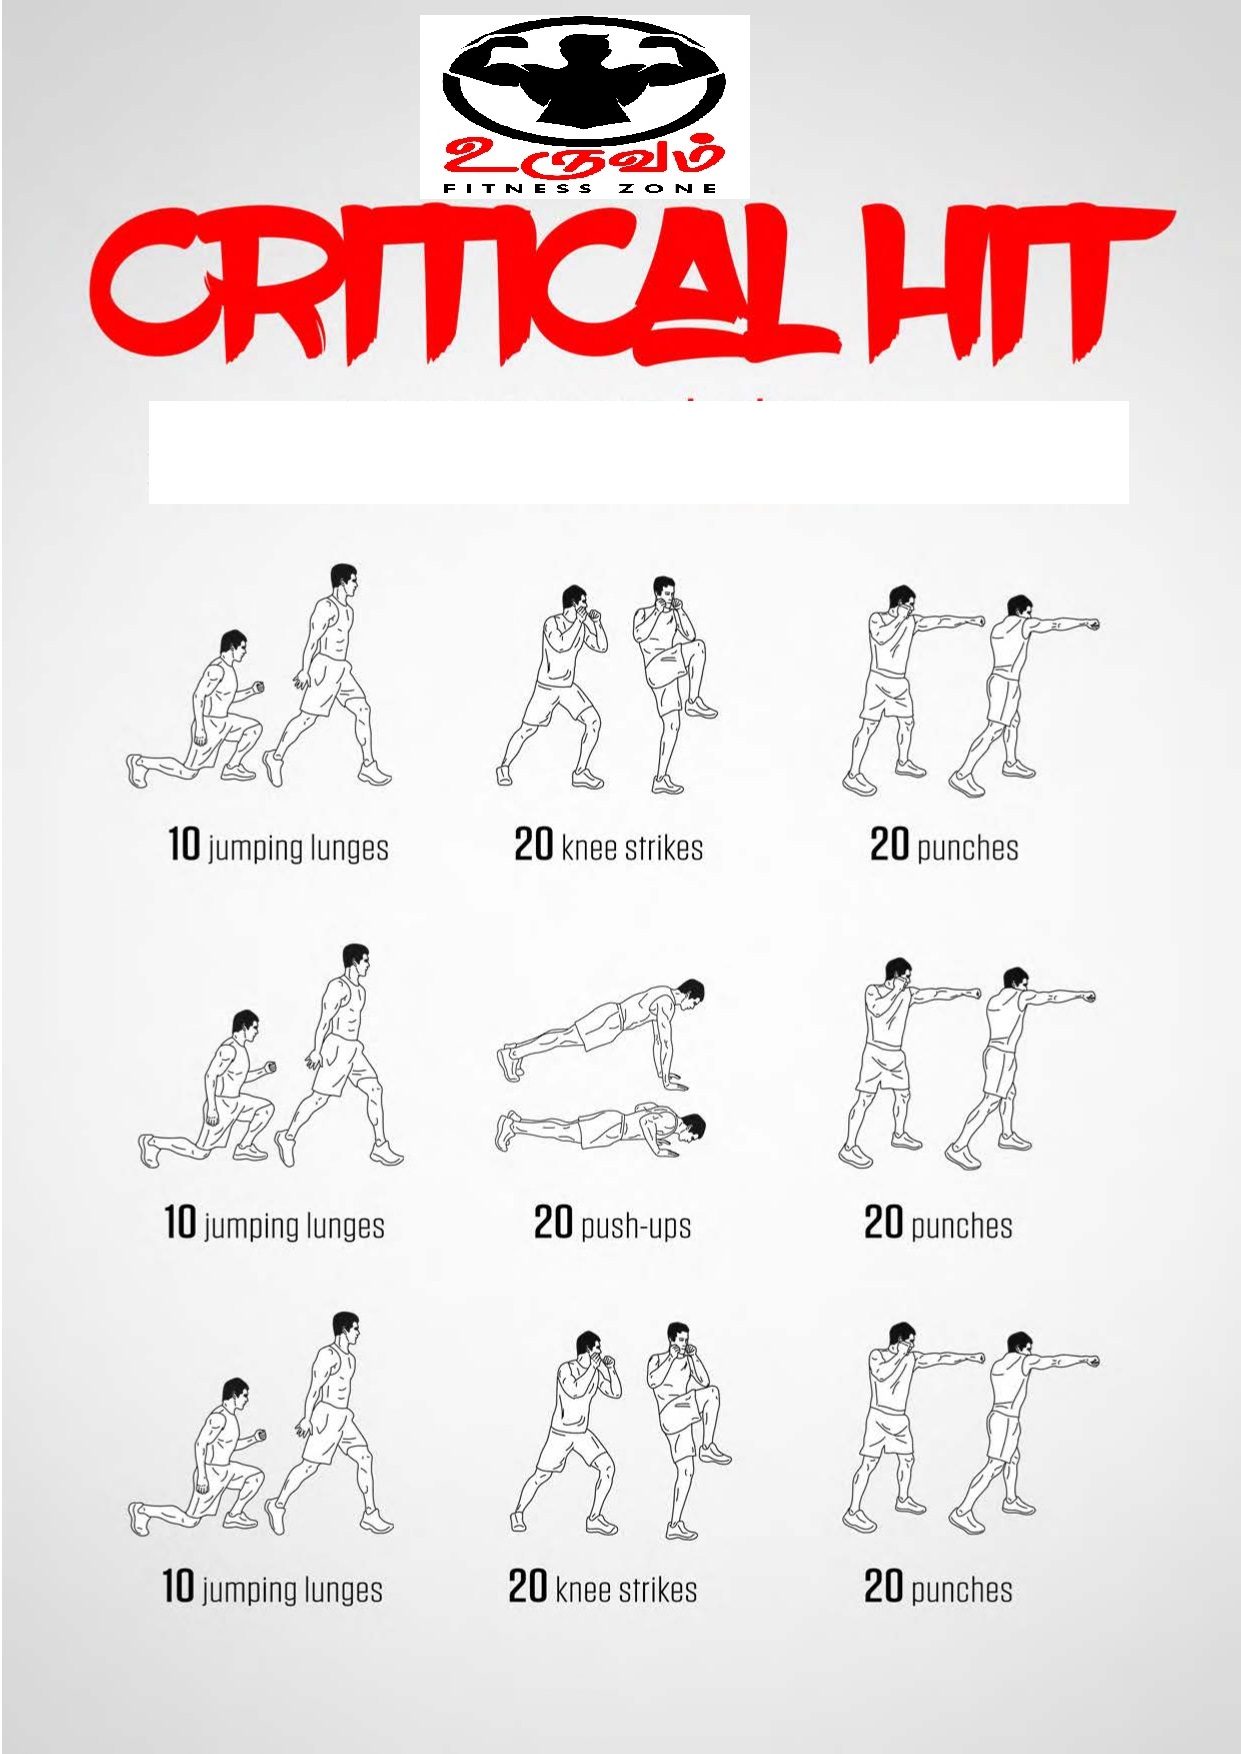 உருவம்
FITNESS ZONE
CRITICAL HIT
10 jumping lunges
20 knee strikes
20 punches
10 jumping lunges
20 push-ups
20 punches
10 jumping lunges
20 knee strikes
20 punches